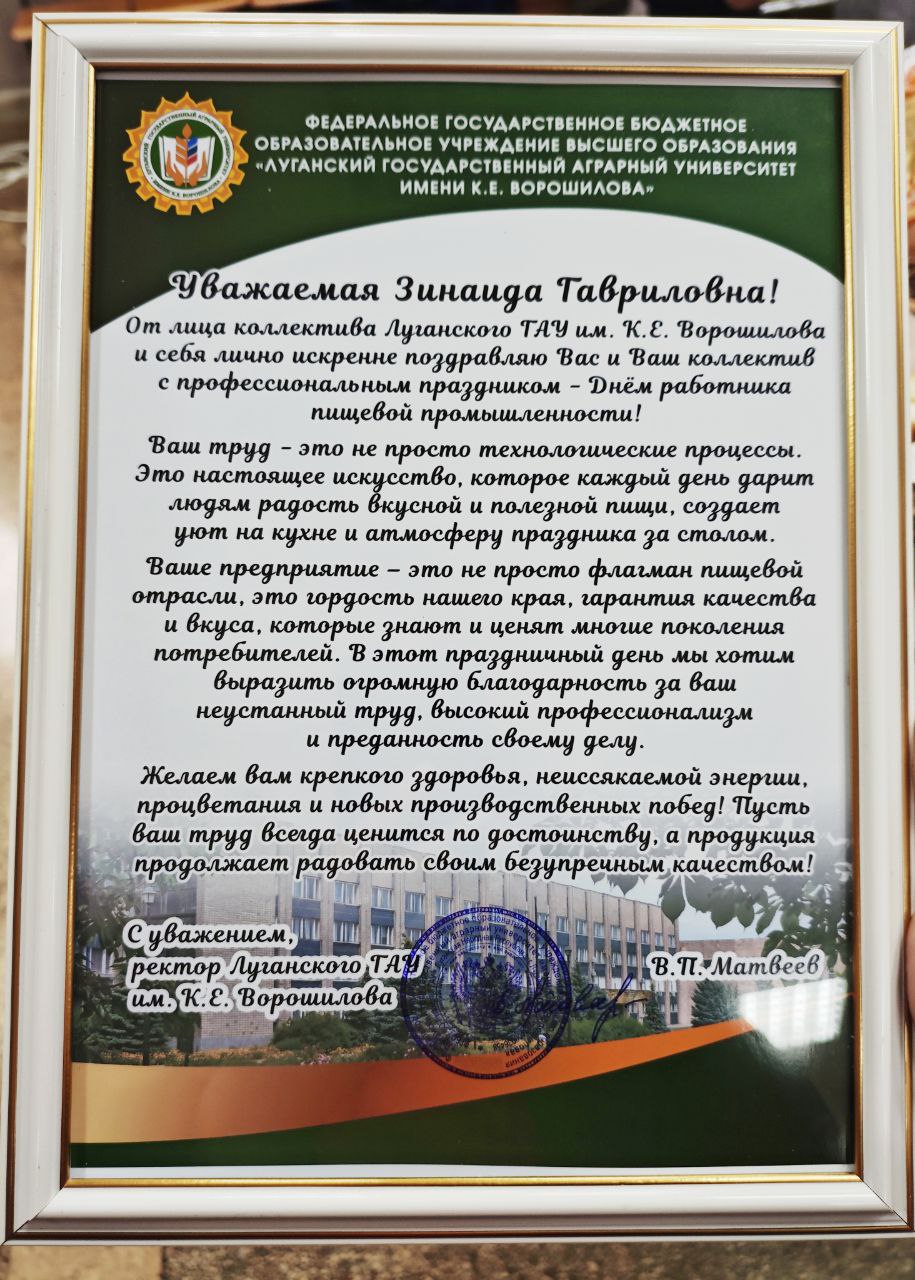 ФЕДЕРАЛЬНОЕ ГОСУДАРСТВЕННОЕ БЮДЖЕТНОЕ
ОБРАЗОВАТЕЛЬНОЕ УЧРЕЖДЕНИЕ ВЫСШЕГО ОБРАЗОВАНИЯ
«ЛУГАНСКИЙ ГОСУДАРСТВЕННЫЙ АГРАРНЫЙ УНИВЕРСИТЕТ
ИМЕНИ К.Е. ВОРОШИЛОВА»
Уважаемая Зинаида Гавриловна!
От лица коллектива Луганского ГАУ им. К.Е. Ворошилова
и себя лично искренне поздравляю Вас и Ваш коллектив
с профессиональным праздником – Днём работника
пищевой промышленности!
Ваш труд – это не просто технологические процессы.
Это настоящее искусство, которое каждый день дарит
людям радость вкусной и полезной пищи, создает
уют на кухне и атмосферу праздника за столом.
Ваше предприятие – это не просто флагман пищевой
отрасли, это гордость нашего края, гарантия качества
и вкуса, которые знают и ценят многие поколения
потребителей. В этот праздничный день мы хотим
выразить огромную благодарность за ваш
неустанный труд, высокий профессионализм
и преданность своему делу.
Желаем вам крепкого здоровья, неиссякаемой энергии,
процветания и новых производственных побед! Пусть
ваш труд всегда ценится по достоинству, а продукция
продолжает радовать своим безупречным качеством!
С уважением,
ректор Луганского ГАУ
им. К.Е. Ворошилова
В.П. Матвеев